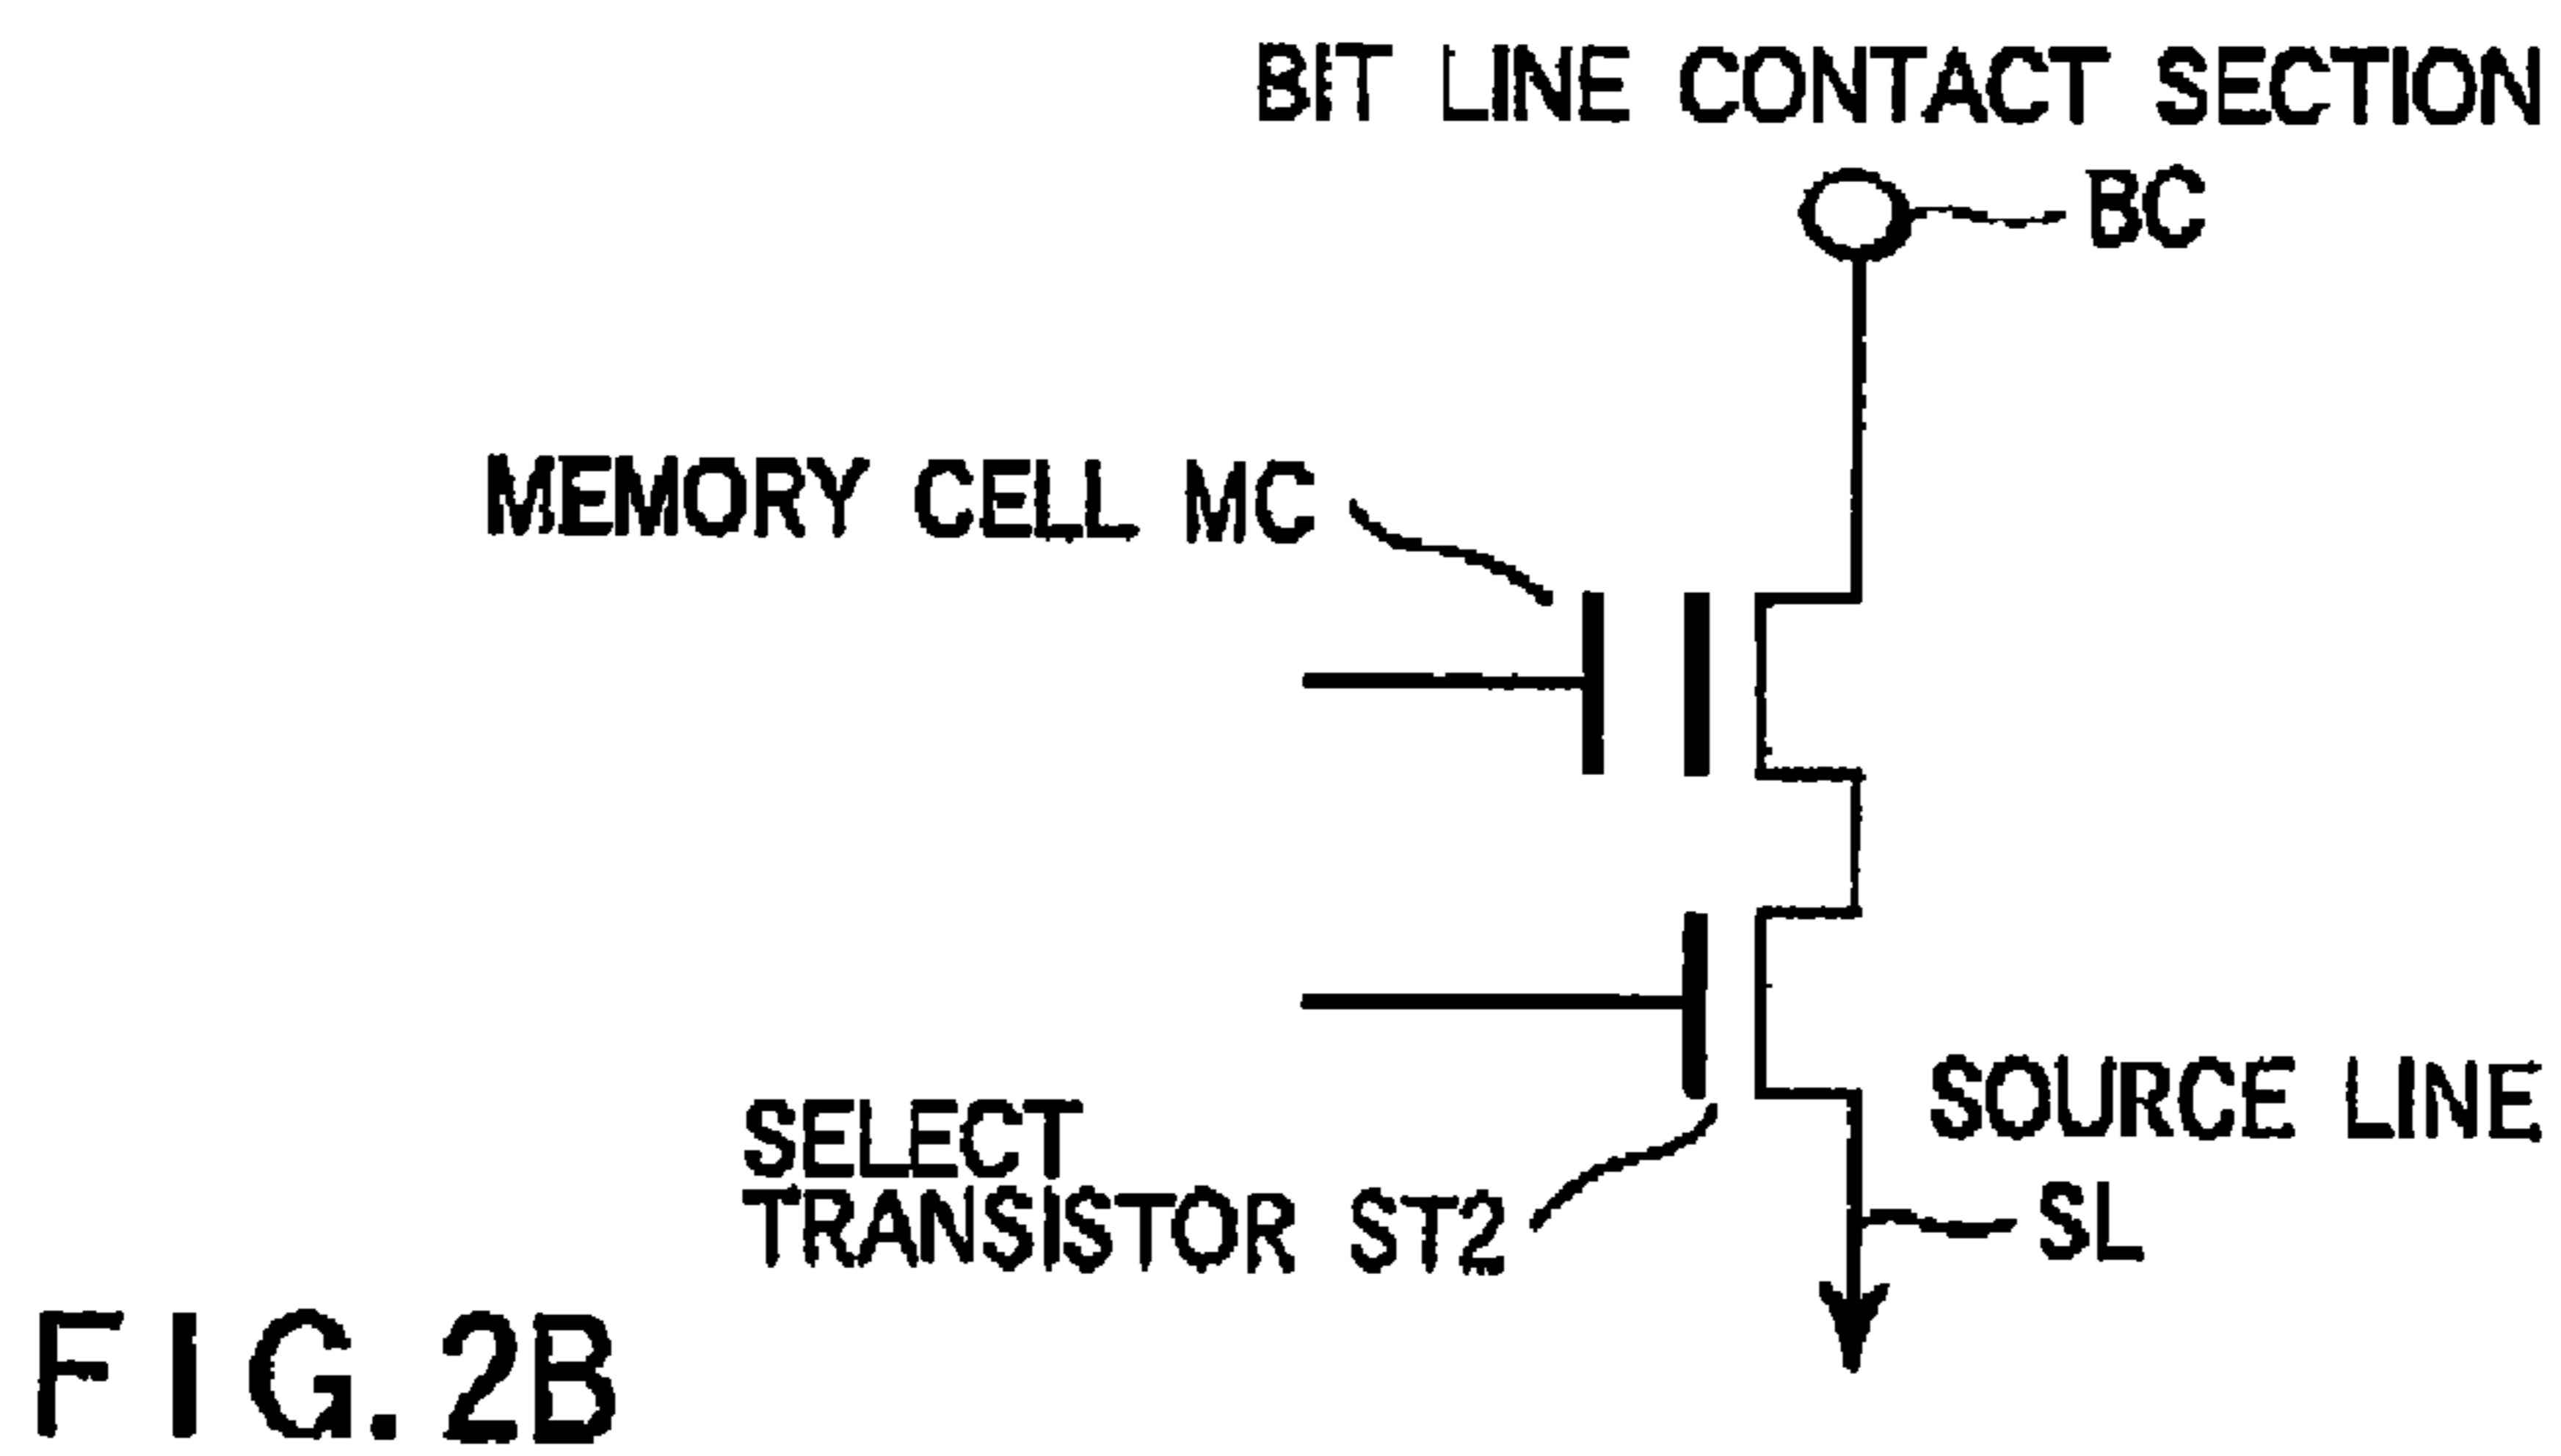 BIT LINE CONTACT SECTION
BC
MEMORY CELL MC
SELECT
TRANSISTOR ST2
SOURCE LINE
SL
FIG. 2B